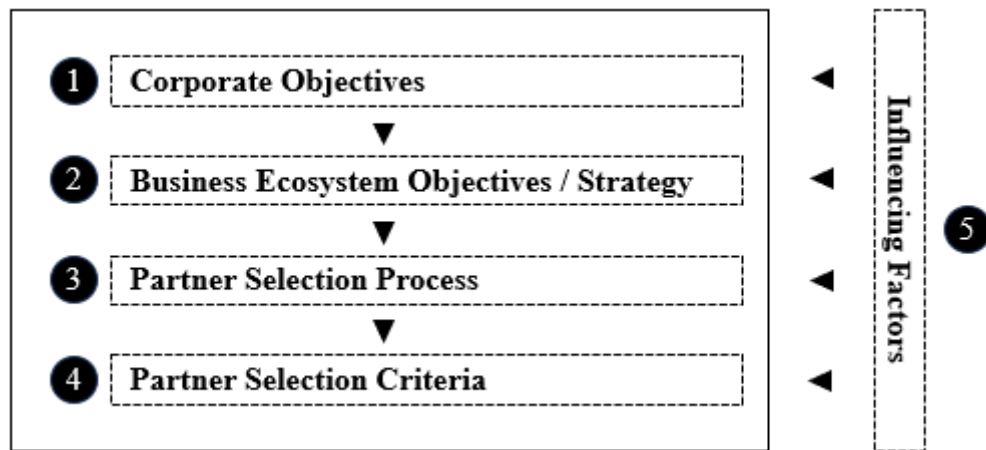 1 Corporate Objectives
2 Business Ecosystem Objectives / Strategy
3 Partner Selection Process
4 Partner Selection Criteria
Influencing Factors
5